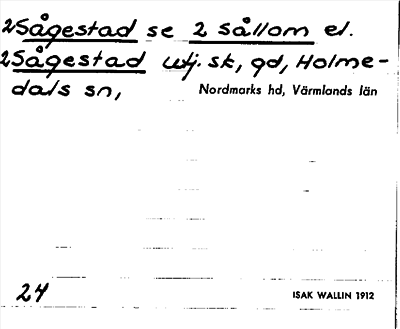 2Sågestad se 2 Sållom el.
2Sågestad utj. sk, gd, Holme-
dals sn, Nordmarks hd, Värmlands län
24 ISAK WALLIN 1912